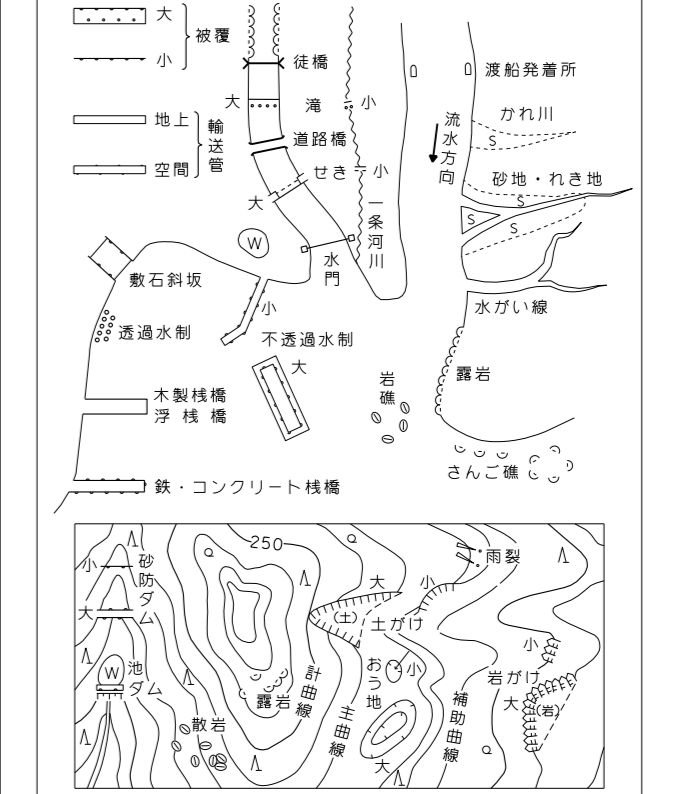 大
被覆
小
地上
輸送管
空間
徒橋
大
滝
小
道路橋
せき
小
大
一条河川
水門
渡船発着所
流水方向
かれ川
S
砂地・れき地
S
S
水がい線
W
敷石斜坂
小
透過水制
不透過水制
大
木製桟橋
浮桟橋
岩礁
露岩
さんご礁
鉄・コンクリート桟橋
250
小
砂防ダム
大
W
池
ダム
散岩
露岩
計曲線
主曲線
大
(土)
土がけ
小
雨裂
おう地
小
大
補助曲線
小
岩がけ
大
(岩)